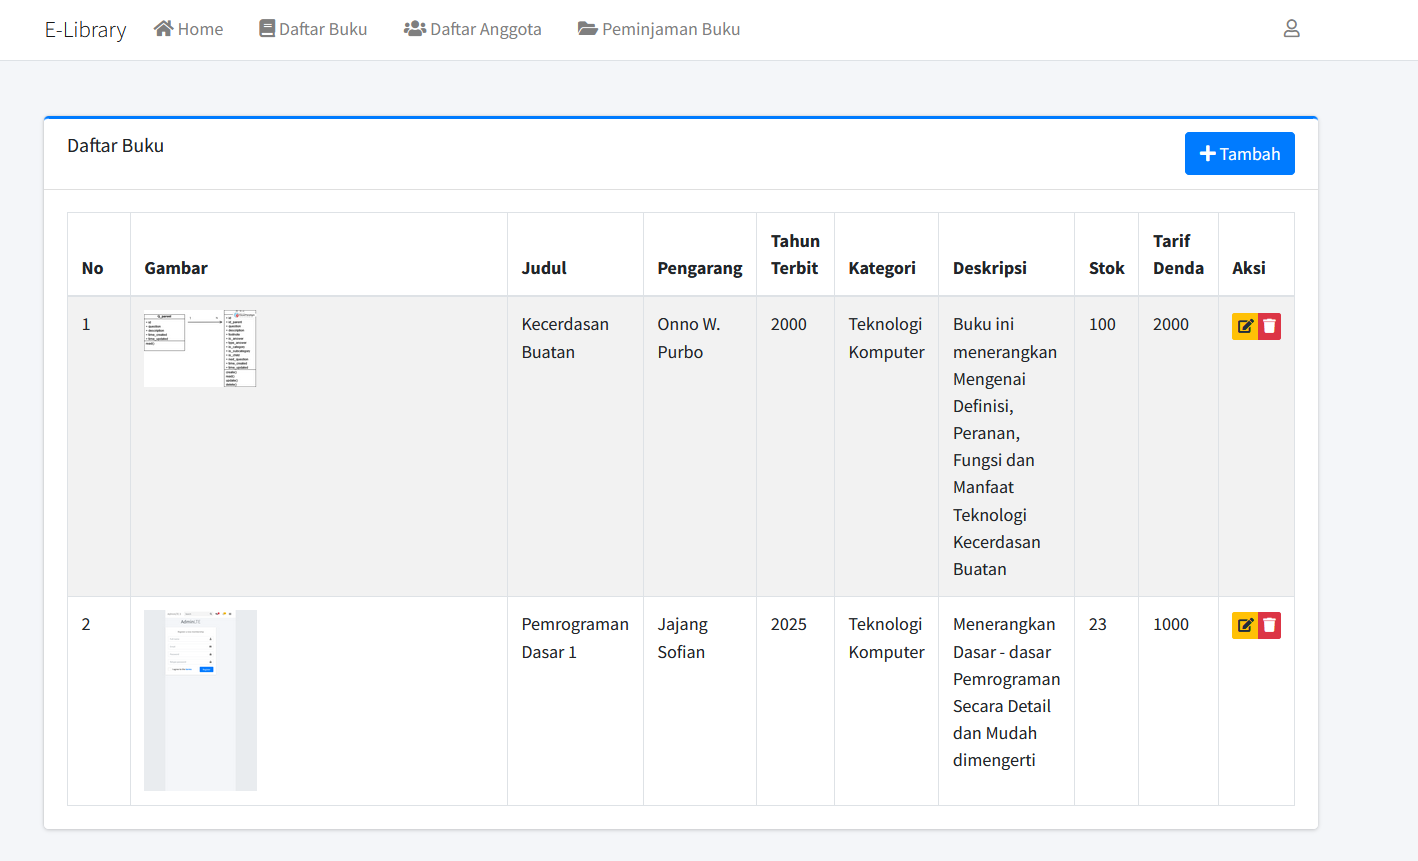 E-Library Home Daftar Buku Daftar Anggota Peminjaman Buku
Daftar Buku
Tambah
No Gambar Judul Pengarang Tahun Terbit Kategori Deskripsi Stok Tarif Denda Aksi
1 Kecerdasan Onno W. 2000 Teknologi Buku ini 100 2000
Buatan Purbo Komputer menerangkan
Mengenai
Definisi,
Peranan,
Fungsi dan
Manfaat
Teknologi
Kecerdasan
Buatan
2 Pemrograman Jajang 2025 Teknologi Menerangkan 23 1000
Dasar 1 Sofian Komputer Dasar - dasar
Pemrograman
Secara Detail
dan Mudah
dimengerti